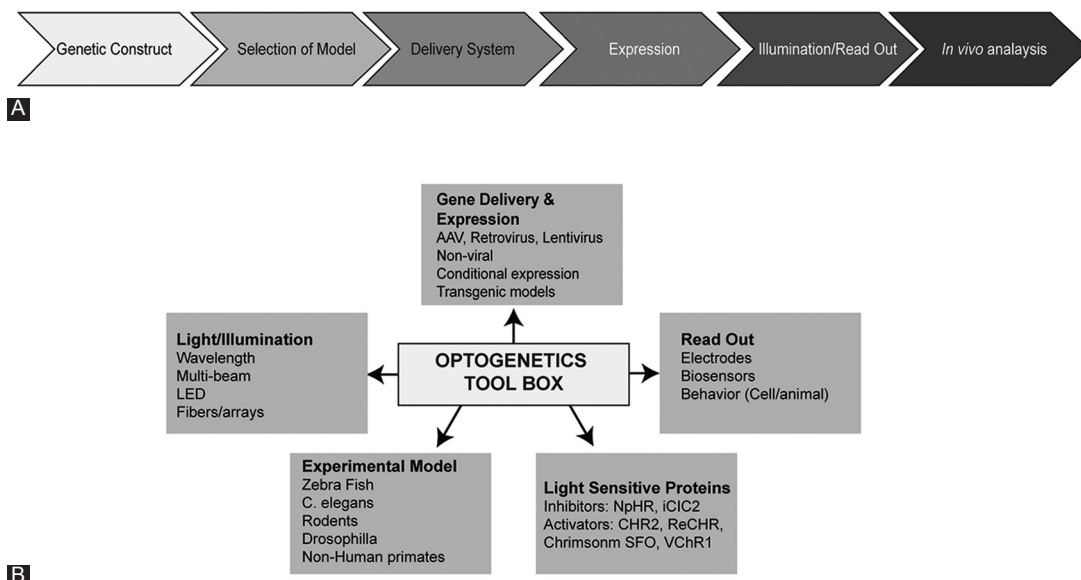 Genetic Construct
Selection of Model
Delivery System
Expression
Illumination/Read Out
In vivo analaysis
A
Gene Delivery &
Expression
AAV, Retrovirus, Lentivirus
Non-viral
Conditional expression
Transgenic models
Light/Illumination
Wavelength
Multi-beam
LED
Fibers/arrays
OPTOGENETICS
TOOL BOX
Read Out
Electrodes
Biosensors
Behavior (Cell/animal)
Experimental Model
Zebra Fish
C. elegans
Rodents
Drosophilla
Non-Human primates
Light Sensitive Proteins
Inhibitors: NpHR, iCIC2
Activators: CHR2, ReCHR,
Chrimsonm SFO, VChR1
B